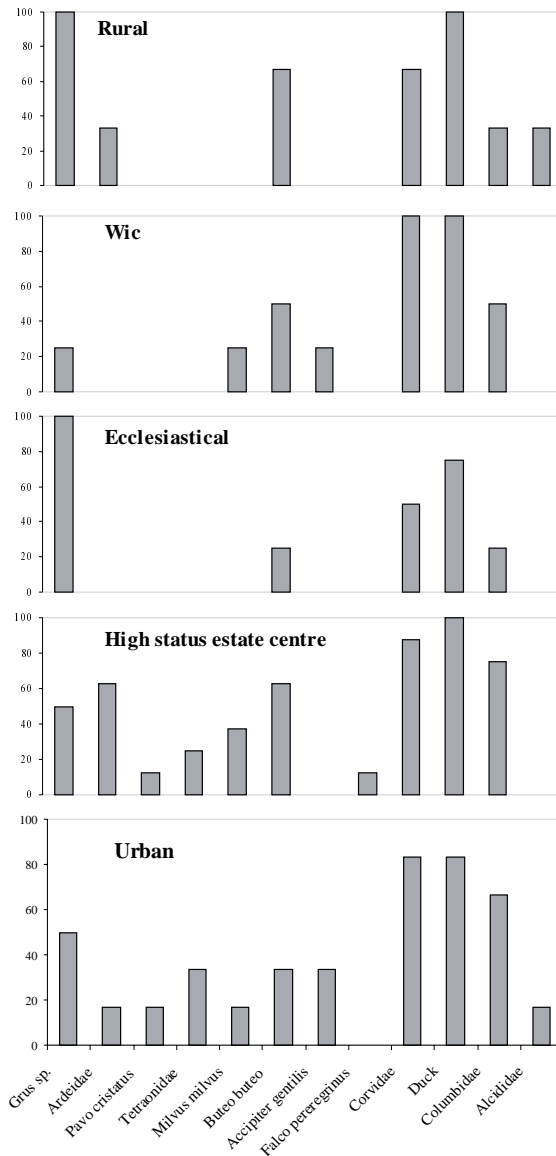 Rural
100
80
60
40
20
0
Wic
100
80
60
40
20
0
Ecclesiastical
100
80
60
40
20
0
High status estate centre
100
80
60
40
20
0
Urban
100
80
60
40
20
0
Grus sp.
Ardeidae
Pavo cristatus
Tetraonidae
Milvus milvus
Buteo buteo
Accipiter gentilis
Falco pereregrinus
Corvidae
Duck
Columbidae
Alcididae